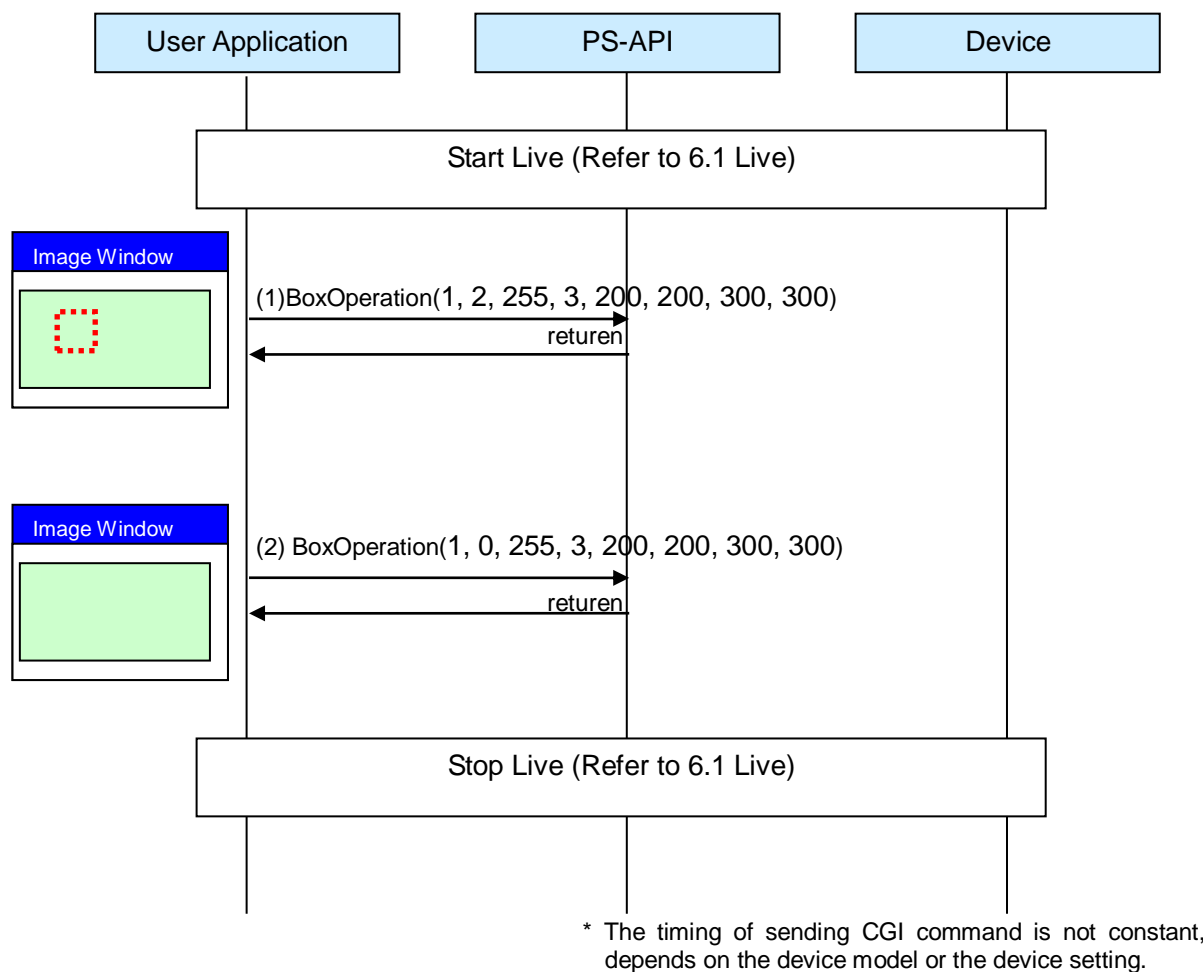 User Application
PS-API
Device
Start Live (Refer to 6.1 Live)
Image Window
(1)BoxOperation(1, 2, 255, 3, 200, 200, 300, 300)
returen
Image Window
(2) BoxOperation(1, 0, 255, 3, 200, 200, 300, 300)
returen
Stop Live (Refer to 6.1 Live)
* The timing of sending CGI command is not constant,
depends on the device model or the device setting.